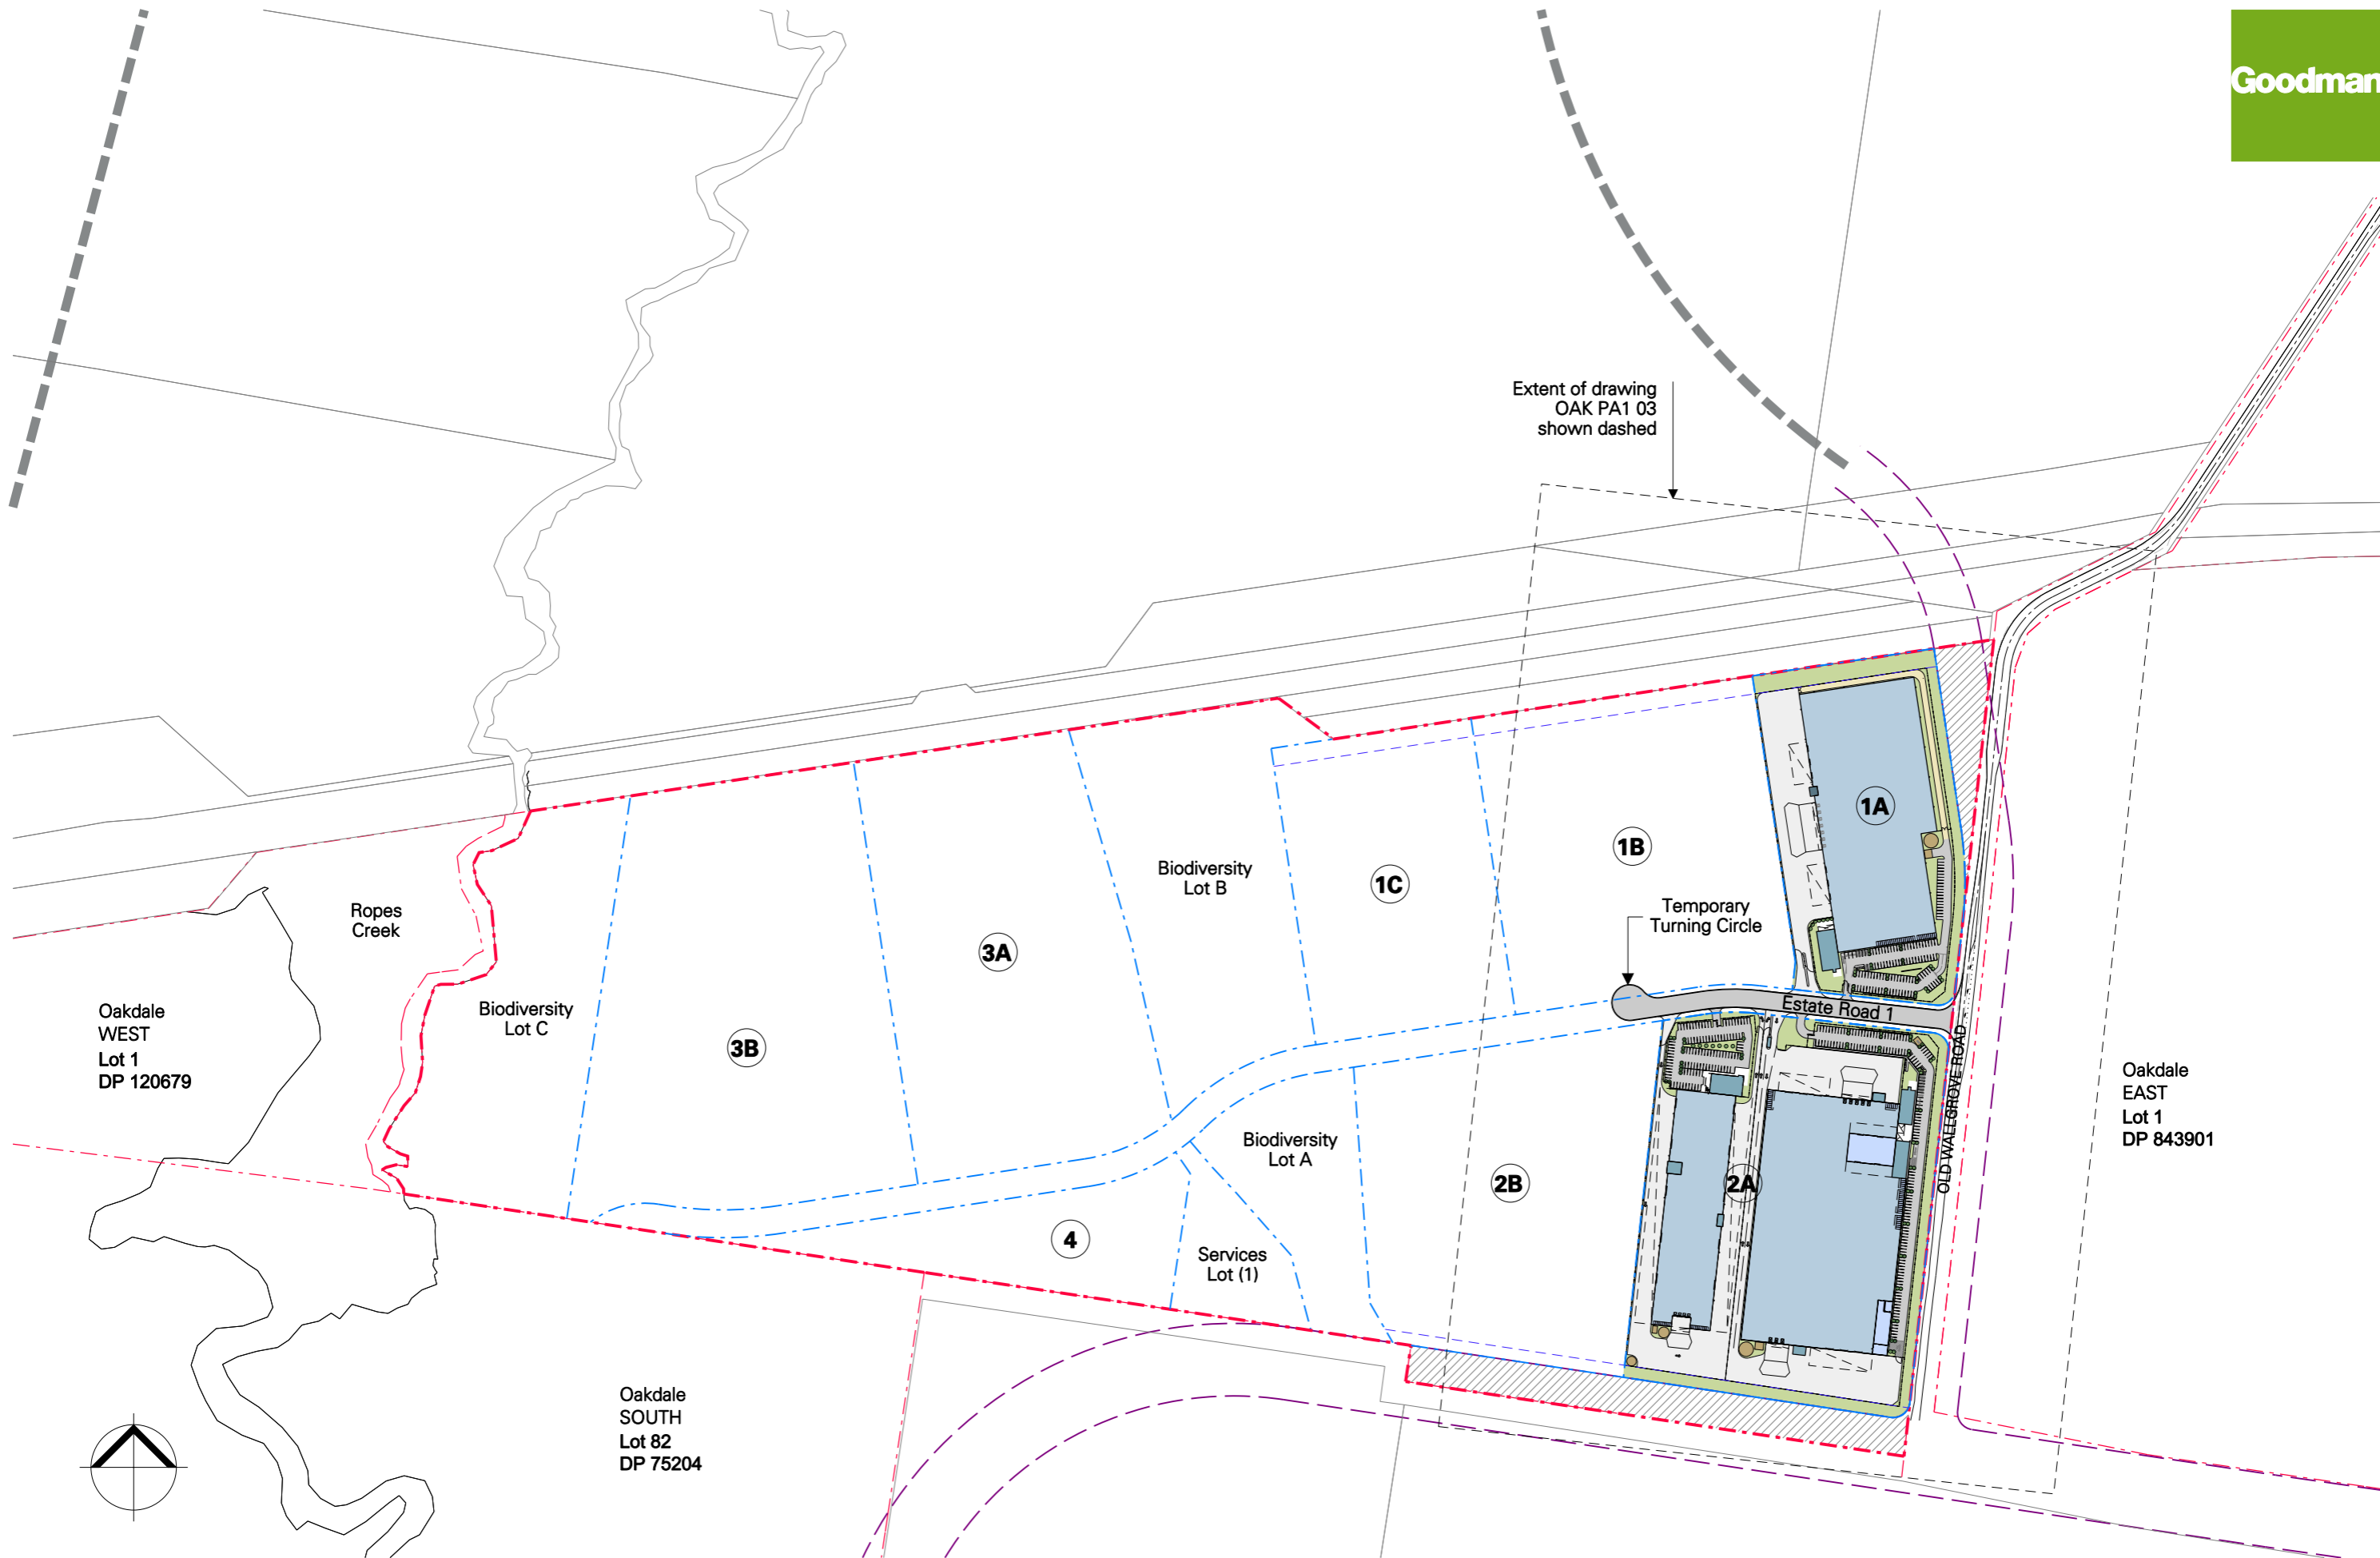 Goodman
Extent of drawing
OAK PA1 03
shown dashed
1A
1B
Biodiversity
Lot B
1C
Temporary
Turning Circle
Ropes
Creek
3A
Biodiversity
Lot C
Oakdale
WEST
Lot 1
DP 120679
3B
Estate Road 1
OLD WALLGROVE ROAD
Oakdale
EAST
Lot 1
DP 843901
Biodiversity
Lot A
2B
2A
4
Services
Lot (1)
Oakdale
SOUTH
Lot 82
DP 75204